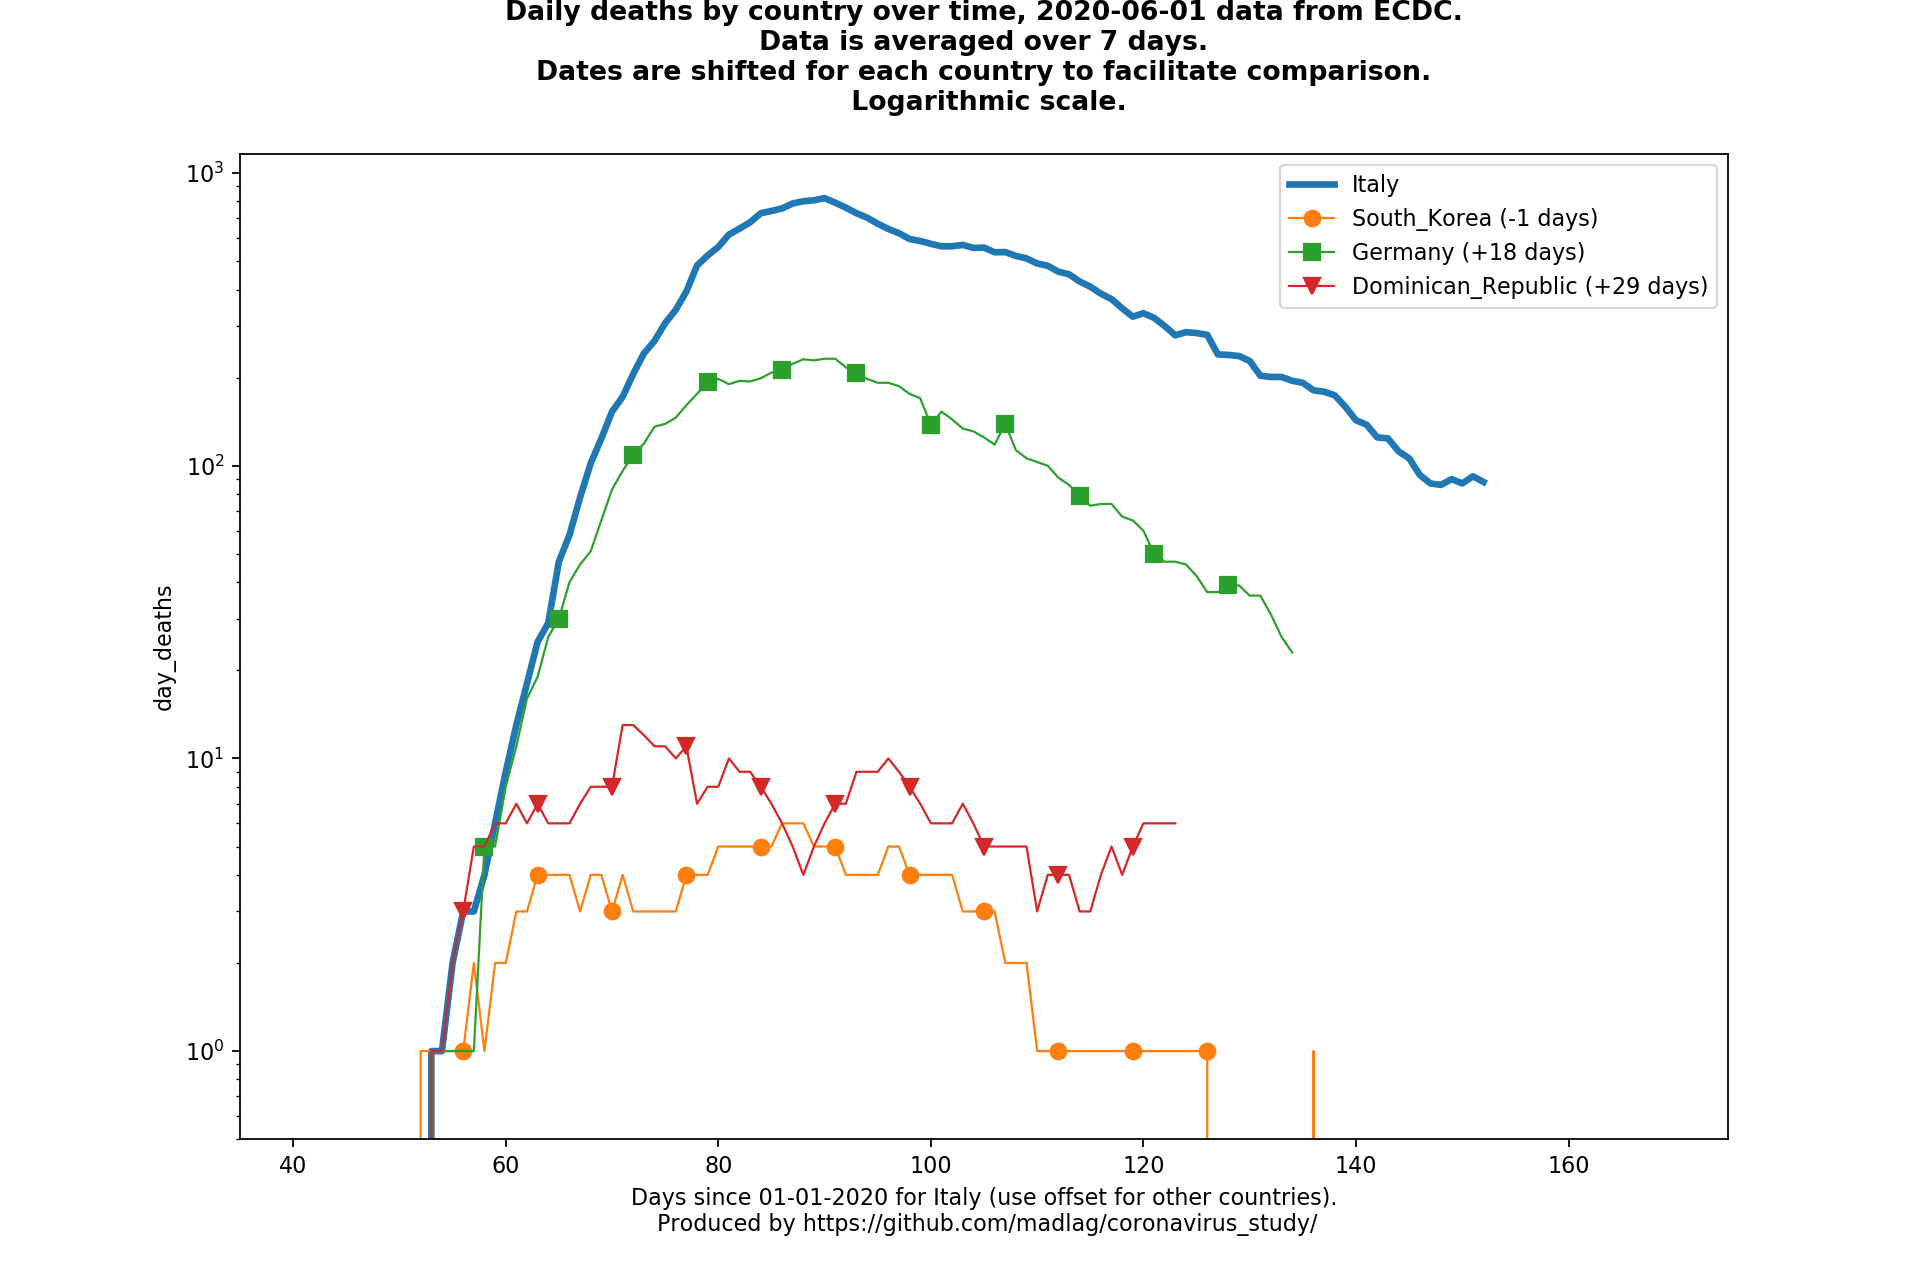 Daily deaths by country over time, 2020-06-01 data from ECDC.
Data is averaged over 7 days.
Dates are shifted for each country to facilitate comparison.
Logarithmic scale.
10³
10²
10¹
10⁰
day_deaths
Italy
South_Korea (-1 days)
Germany (+18 days)
Dominican_Republic (+29 days)
40 60 80 100 120 140 160
Days since 01-01-2020 for Italy (use offset for other countries).
Produced by https://github.com/madlag/coronavirus_study/